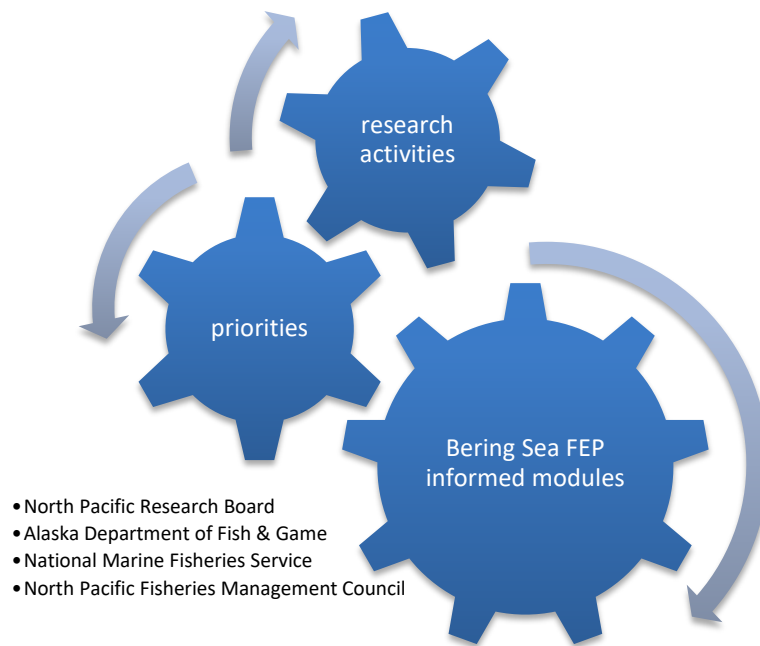 research
activities
priorities
Bering Sea FEP
informed modules
•North Pacific Research Board
•Alaska Department of Fish & Game
•National Marine Fisheries Service
•North Pacific Fisheries Management Council